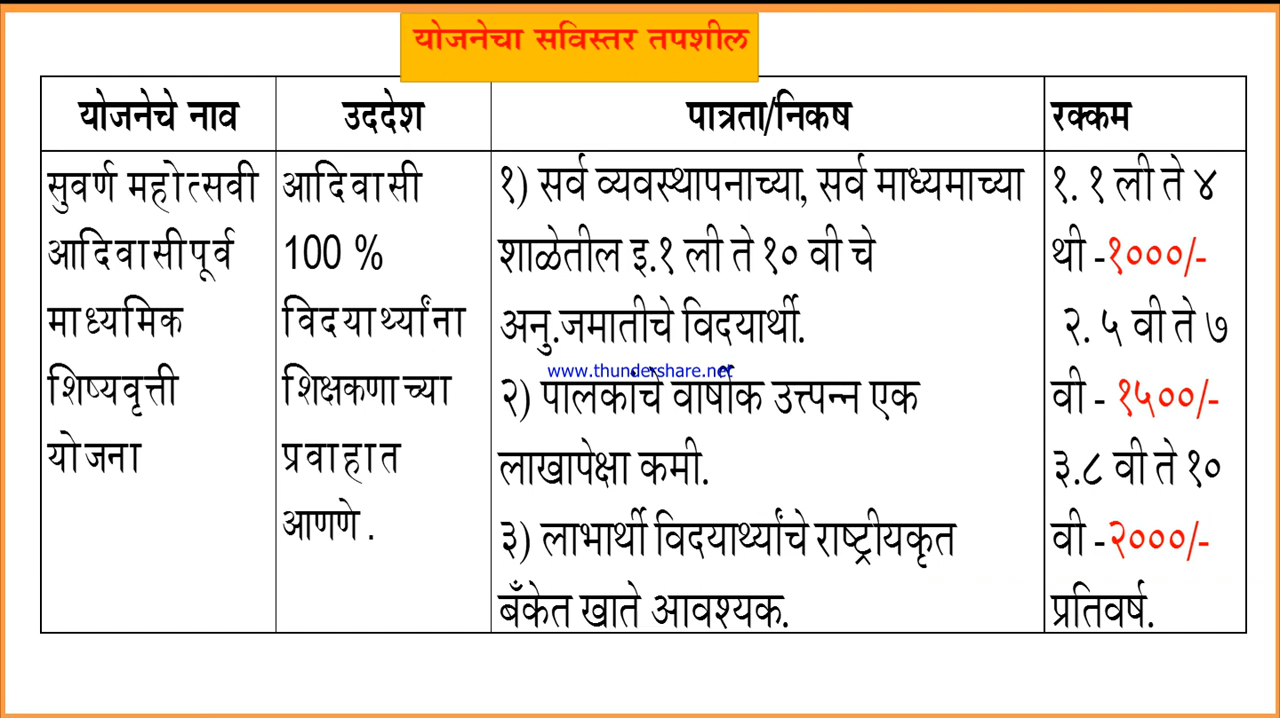 योजनेचा सविस्तर तपशील
योजनेचे नाव
उददेश
पात्रता/निकष
रक्कम
सुवर्ण महोत्सवी
आदिवासीपूर्व
माध्यमिक
शिष्यवृत्ती
योजना
आदिवासी
100 %
विदयार्थ्यांना
शिक्षकणाच्या
प्रवाहात
आणणे .
१) सर्व व्यवस्थापनाच्या, सर्व माध्यमाच्या
शाळेतील इ.१ ली ते १० वी चे
अनु.जमातीचे विदयार्थी.
www.thundershare.net
२) पालकांचे वार्षीक उत्त्पन्न एक
लाखापेक्षा कमी.
३) लाभार्थी विदयार्थ्यांचे राष्ट्रीयकृत
बँकेत खाते आवश्यक.
१. १ ली ते ४
थी -१०००/-
२. ५ वी ते ७
वी - १५००/-
३.८ वी ते १०
वी -२०००/-
प्रतिवर्ष.